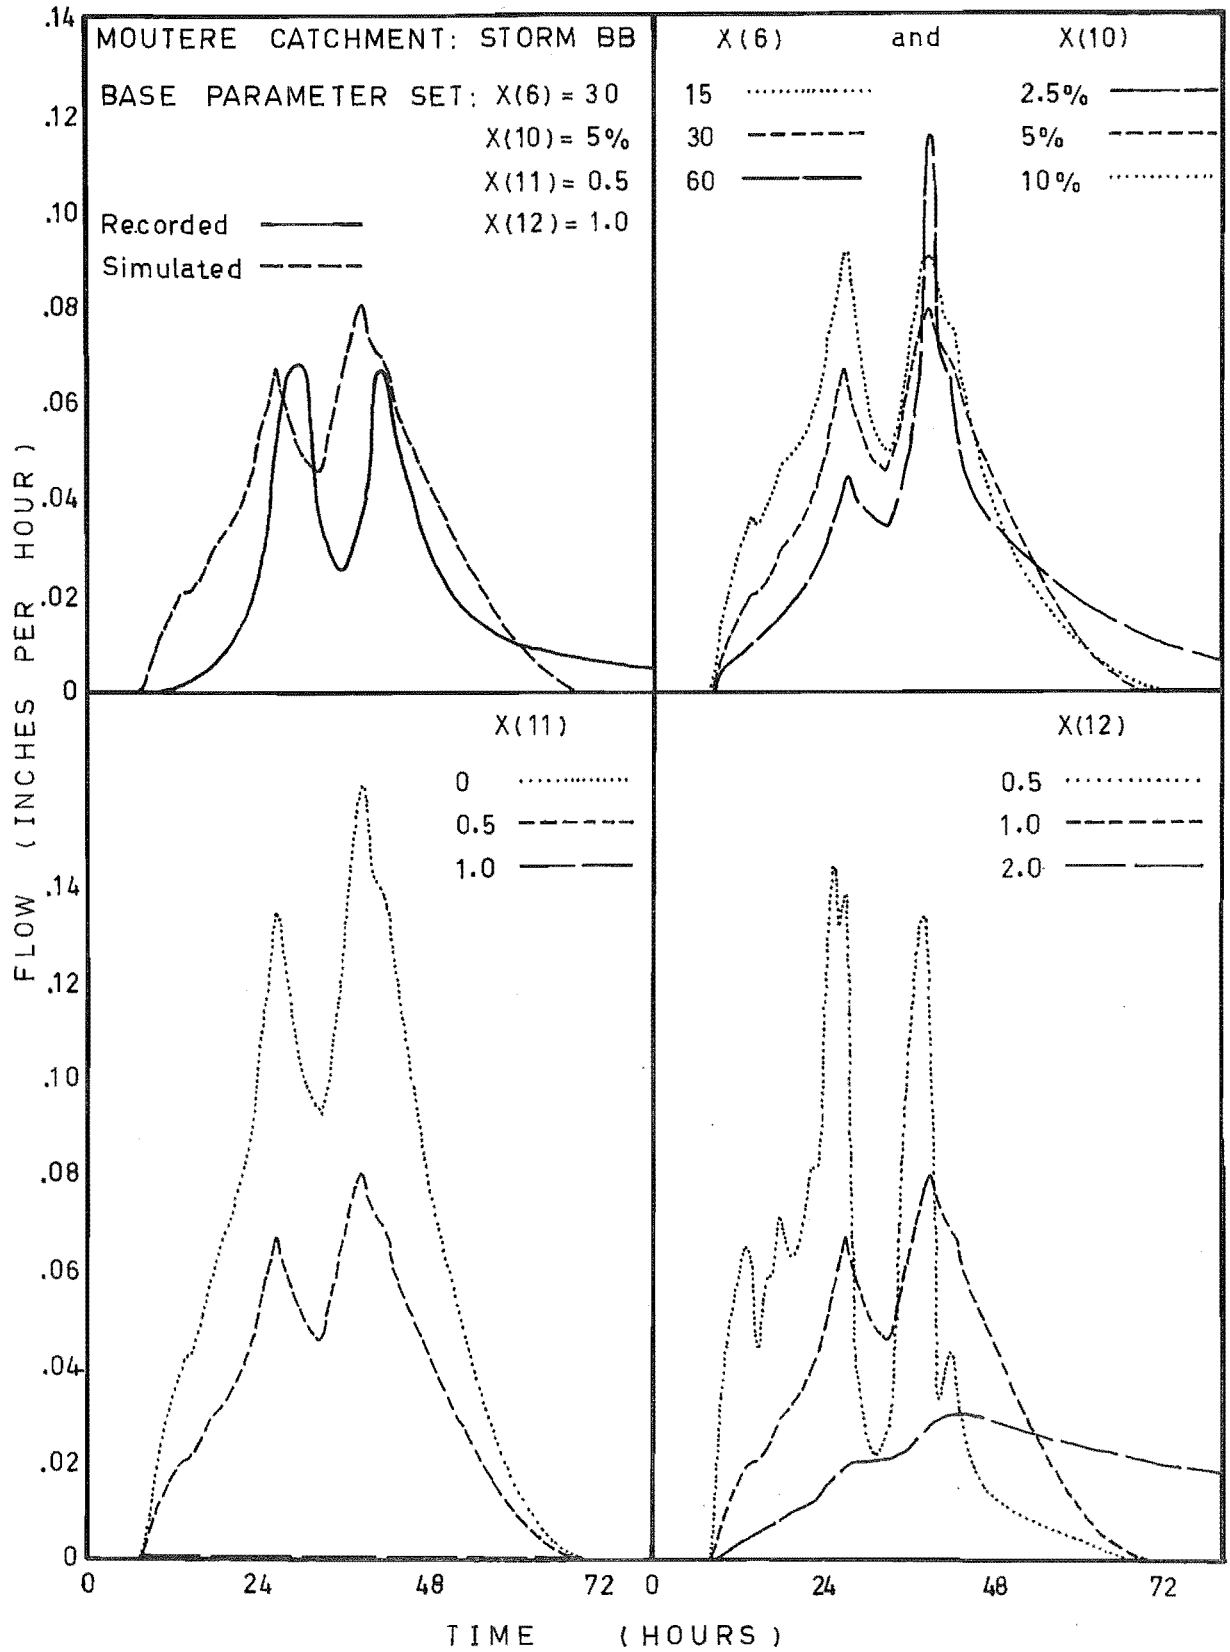 MOUTERE CATCHMENT: STORM BB
BASE PARAMETER SET: X(6) = 30
X(10) = 5%
X(11) = 0.5
X(12) = 1.0
Recorded
Simulated
X(6) and X(10)
15
30
60
2.5%
5%
10%
.14
.12
.10
.08
.06
.04
.02
0
X(11)
0
0.5
1.0
X(12)
0.5
1.0
2.0
.14
.12
.10
.08
.06
.04
.02
0
0 24 48 72 0 24 48 72
FLOW (INCHES PER HOUR)
TIME (HOURS)